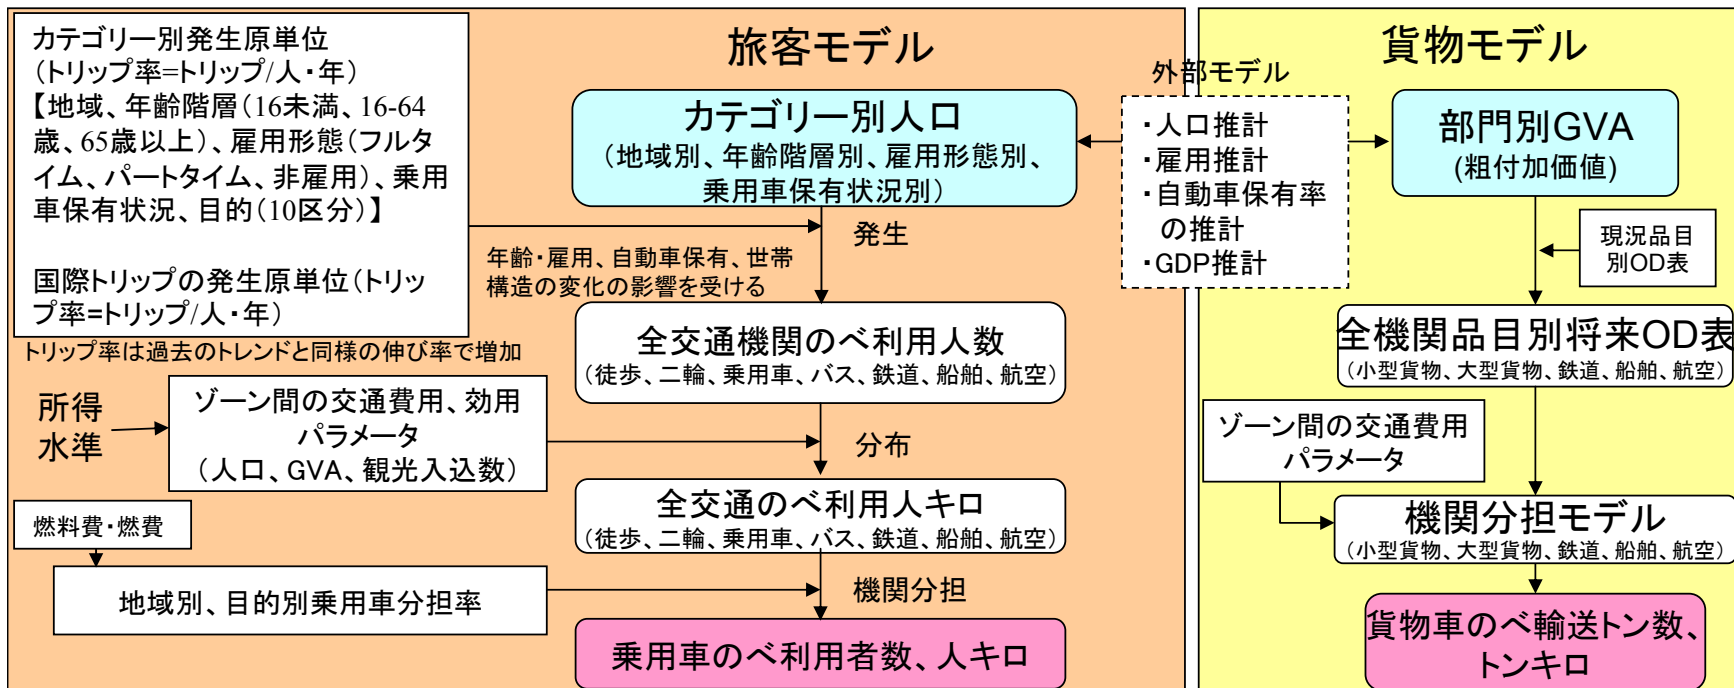 旅客モデル
カテゴリー別発生原単位
（トリップ率=トリップ/人・年）
【地域、年齢階層（16未満、16-64
歳、65歳以上）、雇用形態（フルタ
イム、パートタイム、非雇用）、乗用
車保有状況、目的（10区分）】
国際トリップの発生原単位（トリッ
プ率=トリップ/人・年）
トリップ率は過去のトレンドと同様の伸び率で増加
カテゴリー別人口
（地域別、年齢階層別、雇用形態別、
乗用車保有状況別）
発生
年齢・雇用、自動車保有、世帯
構造の変化の影響を受ける
全交通機関のべ利用人数
（徒歩、二輪、乗用車、バス、鉄道、船舶、航空）
所得
水準
ゾーン間の交通費用、効用
パラメータ
（人口、GVA、観光入込数）
分布
全交通のべ利用人キロ
（徒歩、二輪、乗用車、バス、鉄道、船舶、航空）
燃料費・燃費
地域別、目的別乗用車分担率
機関分担
乗用車のべ利用者数、人キロ
外部モデル
・人口推計
・雇用推計
・自動車保有率
の推計
・GDP推計
貨物モデル
部門別GVA
(粗付加価値)
現況品目
別OD表
全機関品目別将来OD表
（小型貨物、大型貨物、鉄道、船舶、航空）
ゾーン間の交通費用
パラメータ
機関分担モデル
（小型貨物、大型貨物、鉄道、船舶、航空）
貨物車のべ輸送トン数、
トンキロ